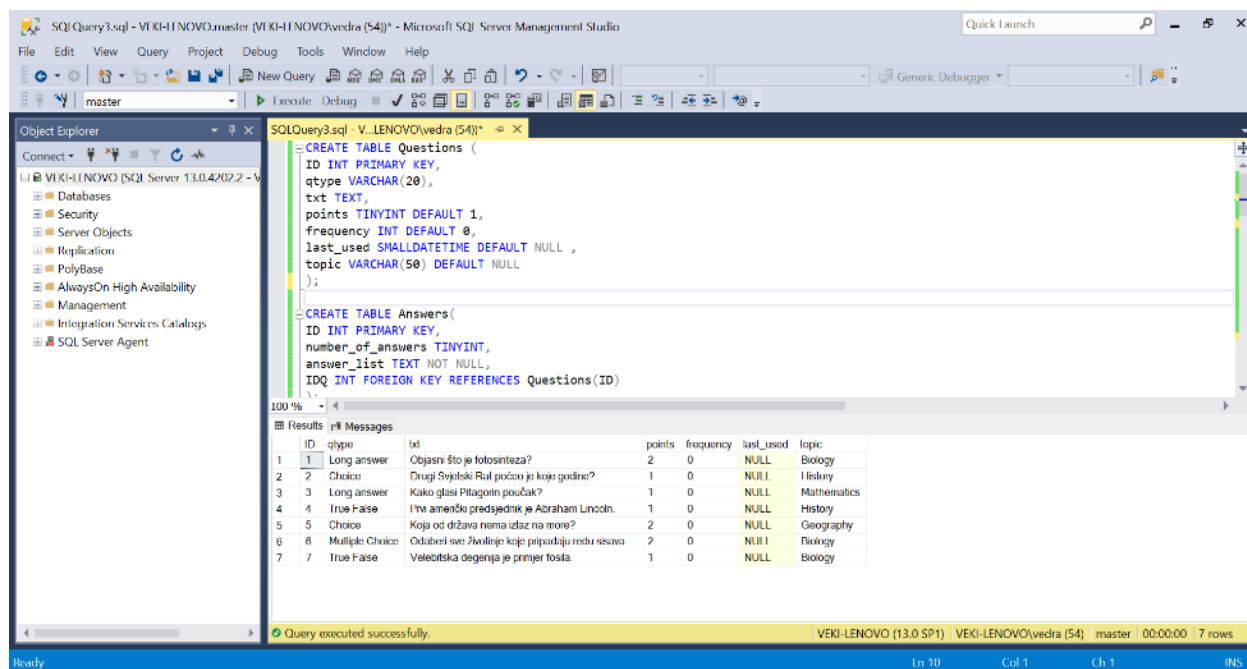 SQLQuery3.sql - VEKI-LENOVO.master (VEKI-LENOVO\vedra (54))* - Microsoft SQL Server Management Studio
Quick Launch
File Edit View Query Project Debug Tools Window Help
New Query
Generic Debugger
master
Execute Debug
Object Explorer
Connect
VEKI-LENOVO (SQL Server 13.0.4202.2 - V
Databases
Security
Server Objects
Replication
PolyBase
AlwaysOn High Availability
Management
Integration Services Catalogs
SQL Server Agent
SQLQuery3.sql - V...LENOVO\vedra (54))*
CREATE TABLE Questions (
ID INT PRIMARY KEY,
qtype VARCHAR(20),
txt TEXT,
points TINYINT DEFAULT 1,
frequency INT DEFAULT 0,
last_used SMALLDATETIME DEFAULT NULL ,
topic VARCHAR(50) DEFAULT NULL
);
CREATE TABLE Answers(
ID INT PRIMARY KEY,
number_of_answers TINYINT,
answer_list TEXT NOT NULL,
IDQ INT FOREIGN KEY REFERENCES Questions(ID)
100 %
Results Messages
ID qtype txt points frequency last_used topic
1 1 Long answer Objasni što je fotosinteza? 2 0 NULL Biology
2 2 Choice Drugi Svjetski Rat počeo je koje godine? 1 0 NULL History
3 3 Long answer Kako glasi Pitagorin poučak? 1 0 NULL Mathematics
4 4 True False Prvi američki predsjednik je Abraham Lincoln. 1 0 NULL History
5 5 Choice Koja od država nema izlaz na more? 2 0 NULL Geography
6 6 Multiple Choice Odaberi sve životinje koje pripadaju redu sisava. 2 0 NULL Biology
7 7 True False Velebitska degenija je primjer fosila. 1 0 NULL Biology
Query executed successfully.
VEKI-LENOVO (13.0 SP1) VEKI-LENOVO\vedra (54) master 00:00:00 7 rows
Ready Ln 10 Col 1 Ch 1 INS